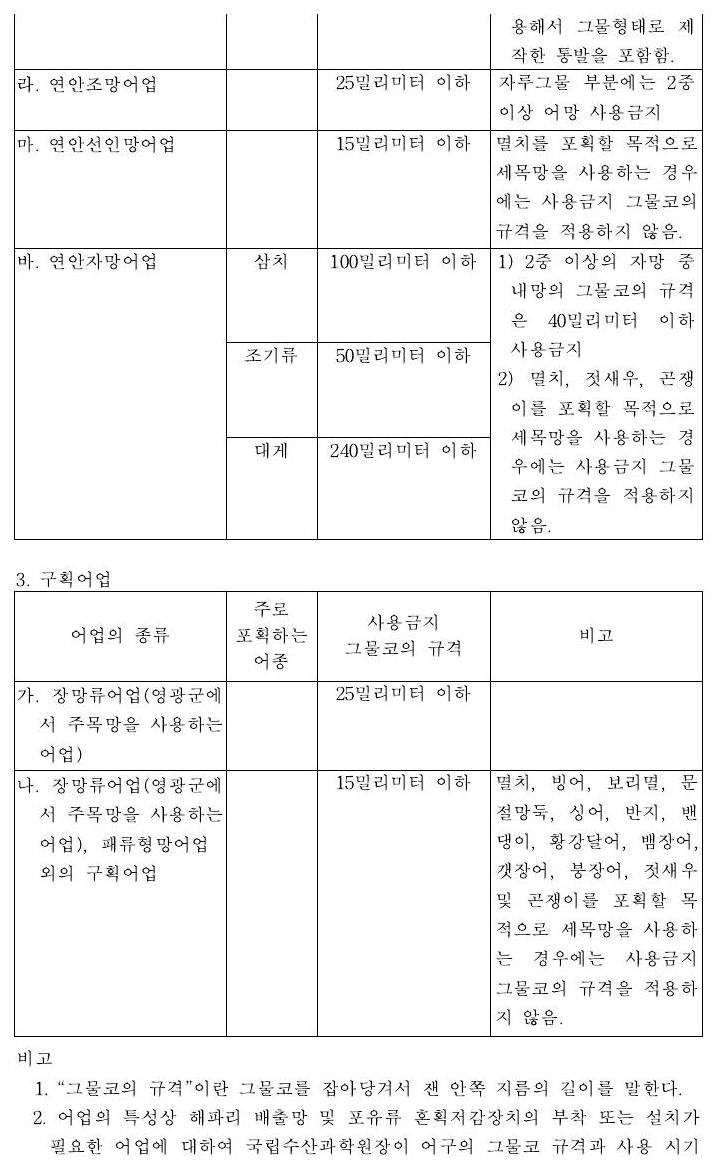 용해서 그물형태로 제
작한 통발을 포함함.
라. 연안조망어업
25밀리미터 이하
자루그물 부분에는 2중
이상 어망 사용금지
마. 연안선인망어업
15밀리미터 이하
멸치를 포획할 목적으로
세목망을 사용하는 경우
에는 사용금지 그물코의
규격을 적용하지 않음.
바. 연안자망어업
삼치
100밀리미터 이하
조기류
50밀리미터 이하
대게
240밀리미터 이하
1) 2중 이상의 자망 중
내망의 그물코의 규격
은 40밀리미터 이하
사용금지
2) 멸치, 젓새우, 곤쟁
이를 포획할 목적으로
세목망을 사용하는 경
우에는 사용금지 그물
코의 규격을 적용하지
않음.
3. 구획어업
어업의 종류
주로
포획하는
어종
사용금지
그물코의 규격
비고
가. 장망류어업(영광군에
서 주목망을 사용하는
어업)
25밀리미터 이하
나. 장망류어업(영광군에
서 주목망을 사용하는
어업), 패류형망어업
외의 구획어업
15밀리미터 이하
멸치, 빙어, 보리멸, 문
절망둑, 싱어, 반지, 밴
댕이, 황강달어, 뱀장어,
갯장어, 붕장어, 젓새우
및 곤쟁이를 포획할 목
적으로 세목망을 사용하
는 경우에는 사용금지
그물코의 규격을 적용하
지 않음.
비고
1. “그물코의 규격”이란 그물코를 잡아당겨서 잰 안쪽 지름의 길이를 말한다.
2. 어업의 특성상 해파리 배출망 및 포유류 혼획저감장치의 부착 또는 설치가
필요한 어업에 대하여 국립수산과학원장이 어구의 그물코 규격과 사용 시기